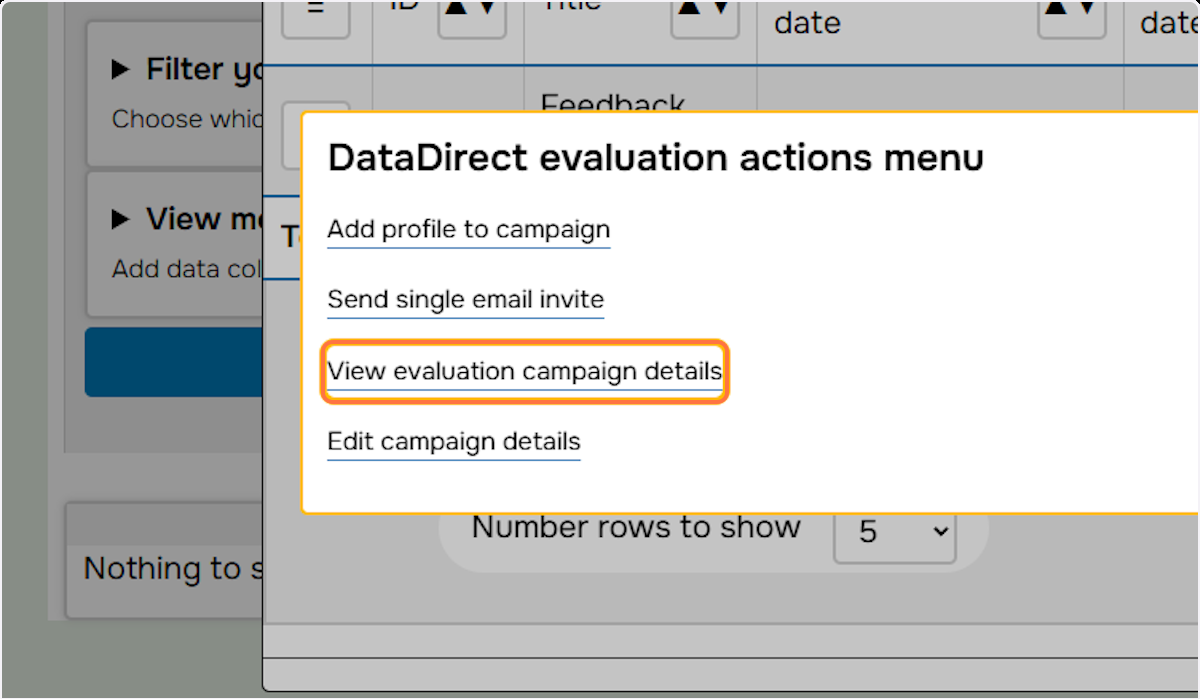 ID
Title
date
date
Filter yo
Choose whic
Feedback
View mo
Add data col
DataDirect evaluation actions menu
Add profile to campaign
Send single email invite
View evaluation campaign details
Edit campaign details
Number rows to show 5
Nothing to s